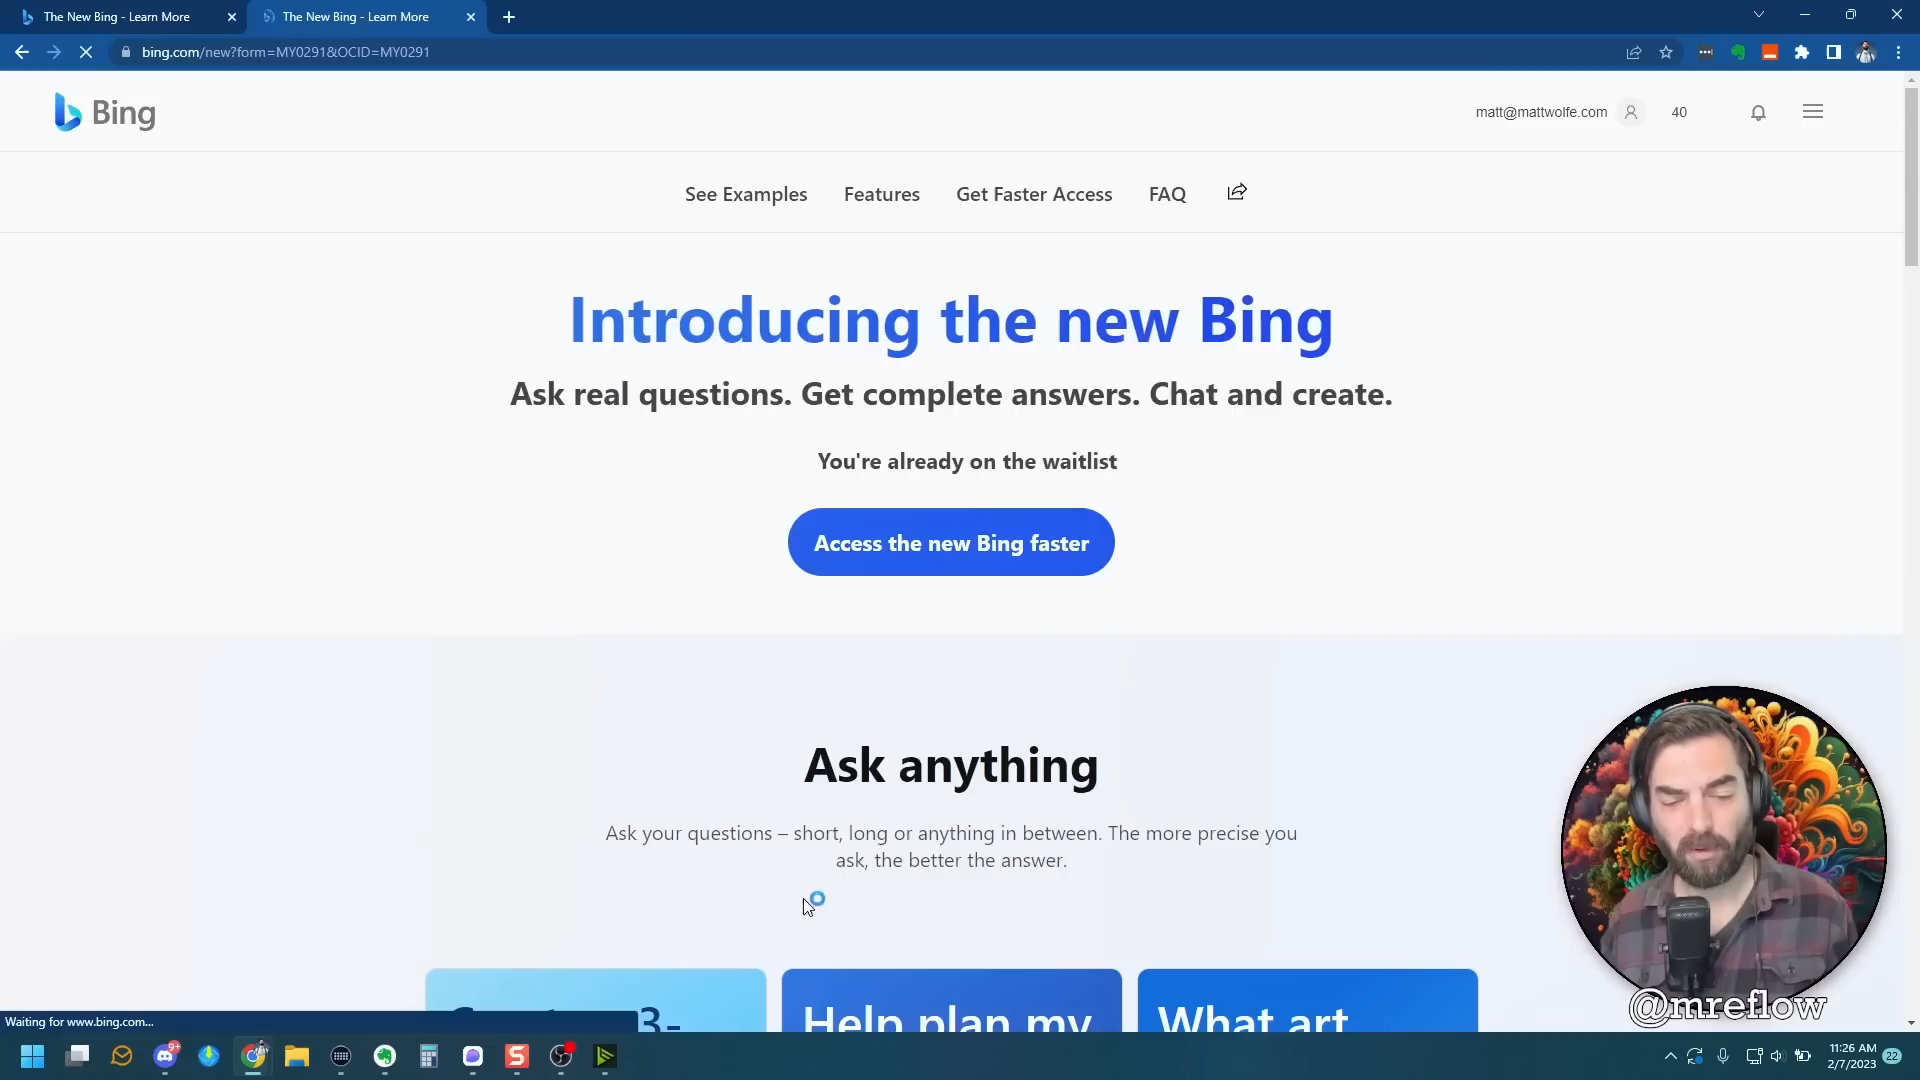 The New Bing - Learn More
The New Bing - Learn More
bing.com/new?form=MY0291&OCID=MY0291
Bing
matt@mattwolfe.com
40
See Examples
Features
Get Faster Access
FAQ
Introducing the new Bing
Ask real questions. Get complete answers. Chat and create.
You're already on the waitlist
Access the new Bing faster
Ask anything
Ask your questions – short, long or anything in between. The more precise you
ask, the better the answer.
3-
Help plan my
What art
@mreflow
Waiting for www.bing.com...
9+
S
11:26 AM
2/7/2023
22